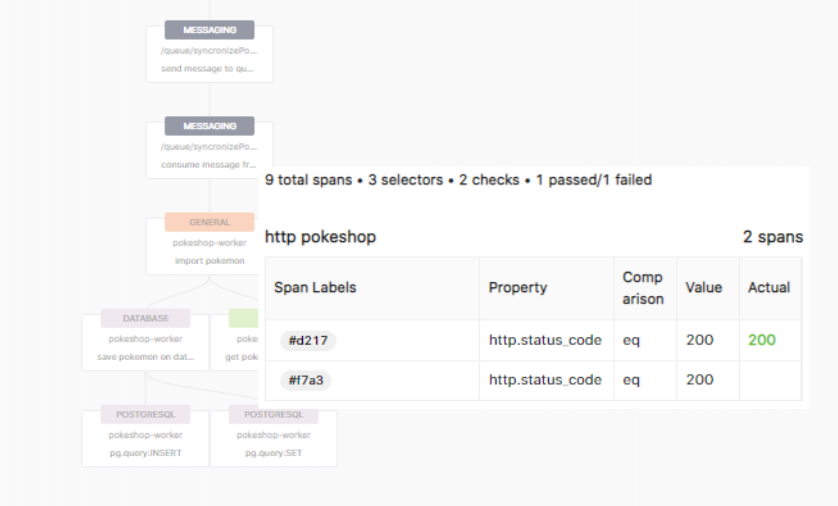 MESSAGING
/queue/syncronizePo...
send message to qu...
MESSAGING
/queue/syncronizePo...
consume message fr...
GENERAL
pokeshop-worker
import pokemon
DATABASE
pokeshop-worker
save pokemon on dat...
poke
get pok
POSTGRESQL
pokeshop-worker
pg.query:INSERT
POSTGRESQL
pokeshop-worker
pg.query:SET
9 total spans • 3 selectors • 2 checks • 1 passed/1 failed
http pokeshop 2 spans
Span Labels Property Comp arison Value Actual
#d217 http.status_code eq 200 200
#f7a3 http.status_code eq 200